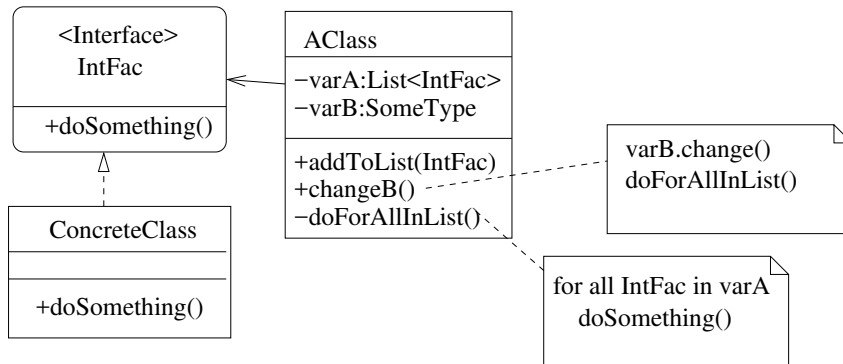 <Interface>
IntFac
+doSomething()
ConcreteClass
+doSomething()
AClass
−varA:List<IntFac>
−varB:SomeType
+addToList(IntFac)
+changeB()
−doForAllInList()
varB.change()
doForAllInList()
for all IntFac in varA
doSomething()